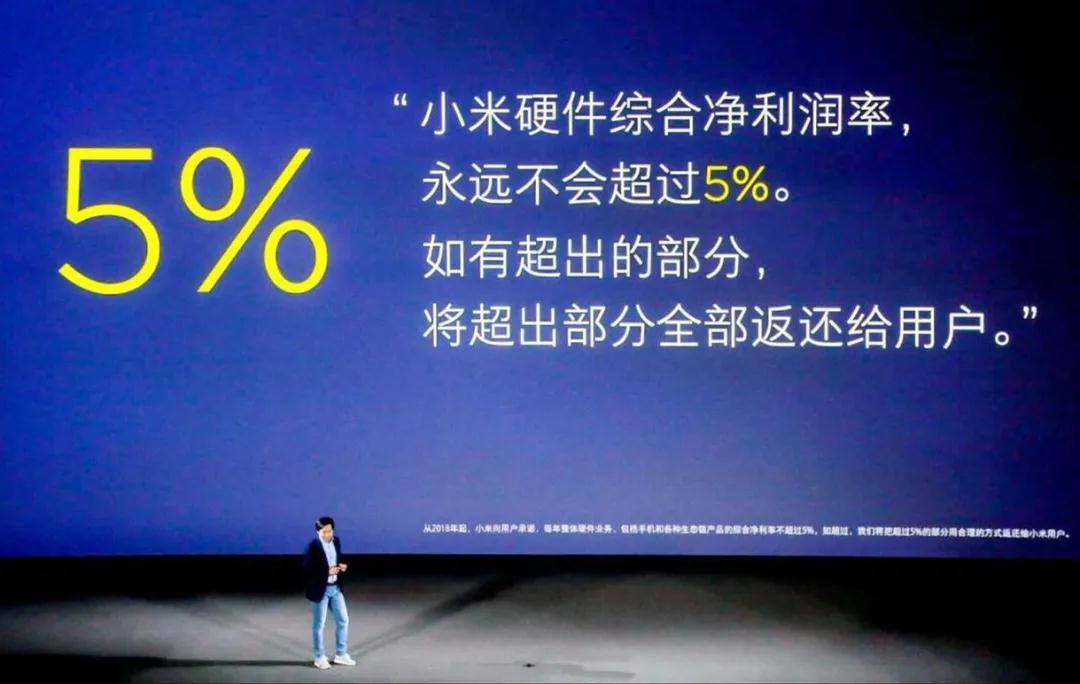 5%
“小米硬件综合净利润率，
永远不会超过5%。
如有超出的部分，
将超出部分全部返还给用户。”
从2018年起，小米向用户承诺，每年整体硬件业务，包括手机和各种生态链产品的综合净利率不超过5%，如超过，我们将把超过5%的部分用合理的方式返还给小米用户。